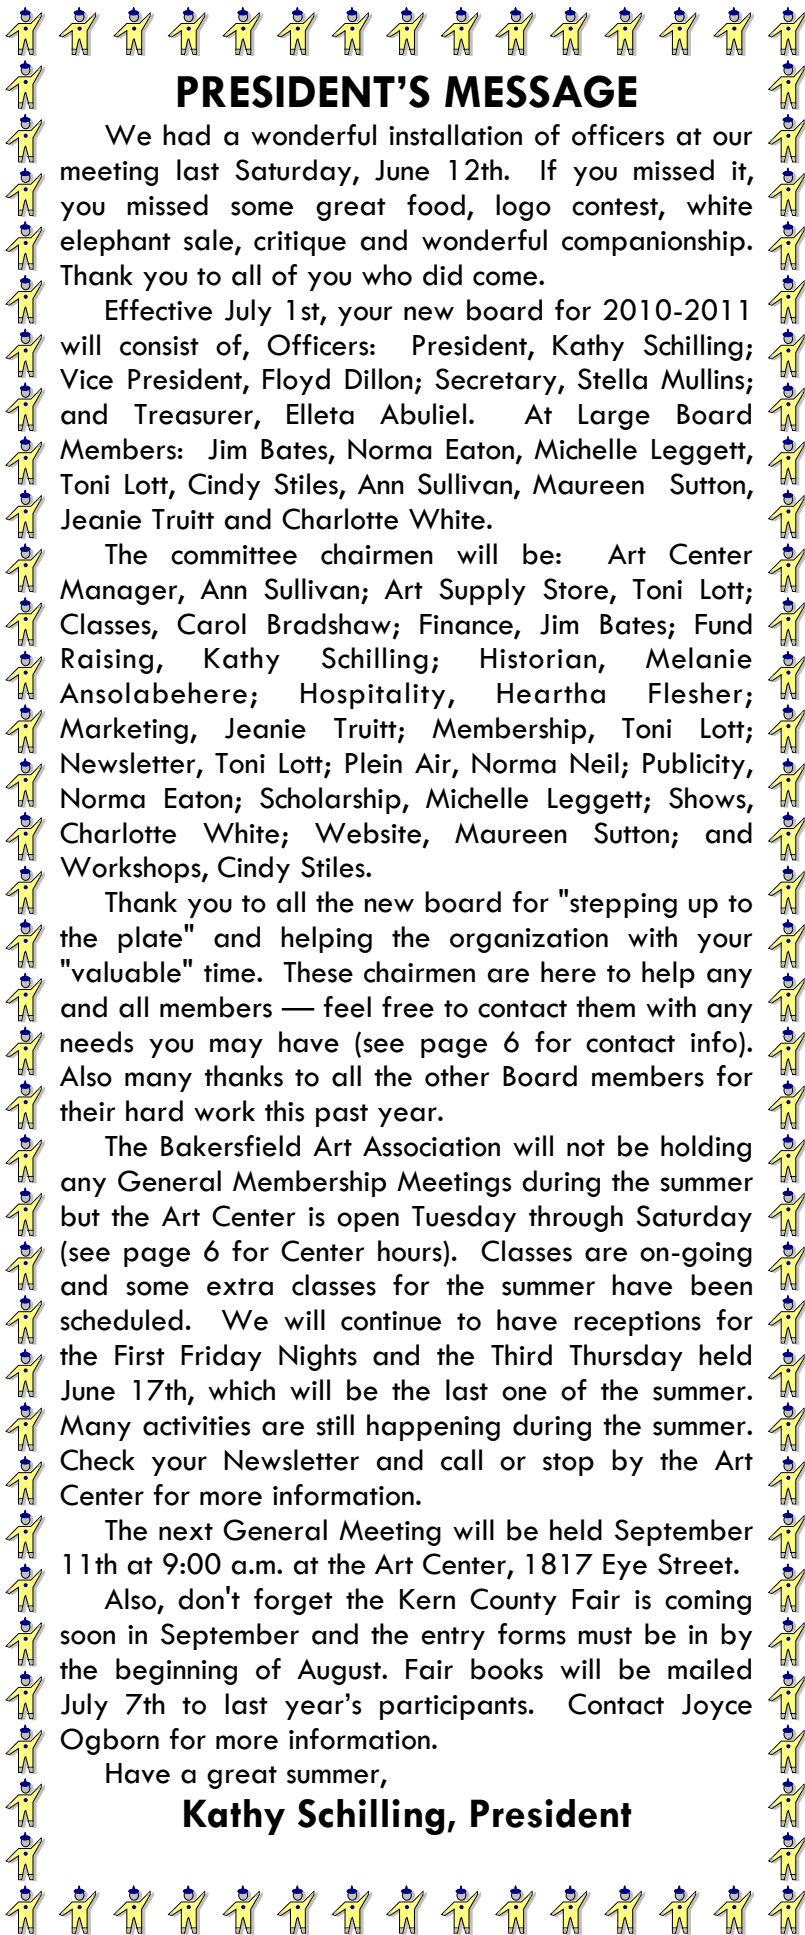 PRESIDENT'S MESSAGE
We had a wonderful installation of officers at our
meeting last Saturday, June 12th. If you missed it,
you missed some great food, logo contest, white
elephant sale, critique and wonderful companionship.
Thank you to all of you who did come.
Effective July 1st, your new board for 2010-2011
will consist of, Officers: President, Kathy Schilling;
Vice President, Floyd Dillon; Secretary, Stella Mullins;
and Treasurer, Elleta Abuliel. At Large Board
Members: Jim Bates, Norma Eaton, Michelle Leggett,
Toni Lott, Cindy Stiles, Ann Sullivan, Maureen Sutton,
Jeanie Truitt and Charlotte White.
The committee chairmen will be: Art Center
Manager, Ann Sullivan; Art Supply Store, Toni Lott;
Classes, Carol Bradshaw; Finance, Jim Bates; Fund
Raising, Kathy Schilling; Historian, Melanie
Ansolabehere; Hospitality, Heartha Flesher;
Marketing, Jeanie Truitt; Membership, Toni Lott;
Newsletter, Toni Lott; Plein Air, Norma Neil; Publicity,
Norma Eaton; Scholarship, Michelle Leggett; Shows,
Charlotte White; Website, Maureen Sutton; and
Workshops, Cindy Stiles.
Thank you to all the new board for "stepping up to
the plate" and helping the organization with your
"valuable" time. These chairmen are here to help any
and all members — feel free to contact them with any
needs you may have (see page 6 for contact info).
Also many thanks to all the other Board members for
their hard work this past year.
The Bakersfield Art Association will not be holding
any General Membership Meetings during the summer
but the Art Center is open Tuesday through Saturday
(see page 6 for Center hours). Classes are on-going
and some extra classes for the summer have been
scheduled. We will continue to have receptions for
the First Friday Nights and the Third Thursday held
June 17th, which will be the last one of the summer.
Many activities are still happening during the summer.
Check your Newsletter and call or stop by the Art
Center for more information.
The next General Meeting will be held September
11th at 9:00 a.m. at the Art Center, 1817 Eye Street.
Also, don't forget the Kern County Fair is coming
soon in September and the entry forms must be in by
the beginning of August. Fair books will be mailed
July 7th to last year's participants. Contact Joyce
Ogborn for more information.
Have a great summer,
Kathy Schilling, President